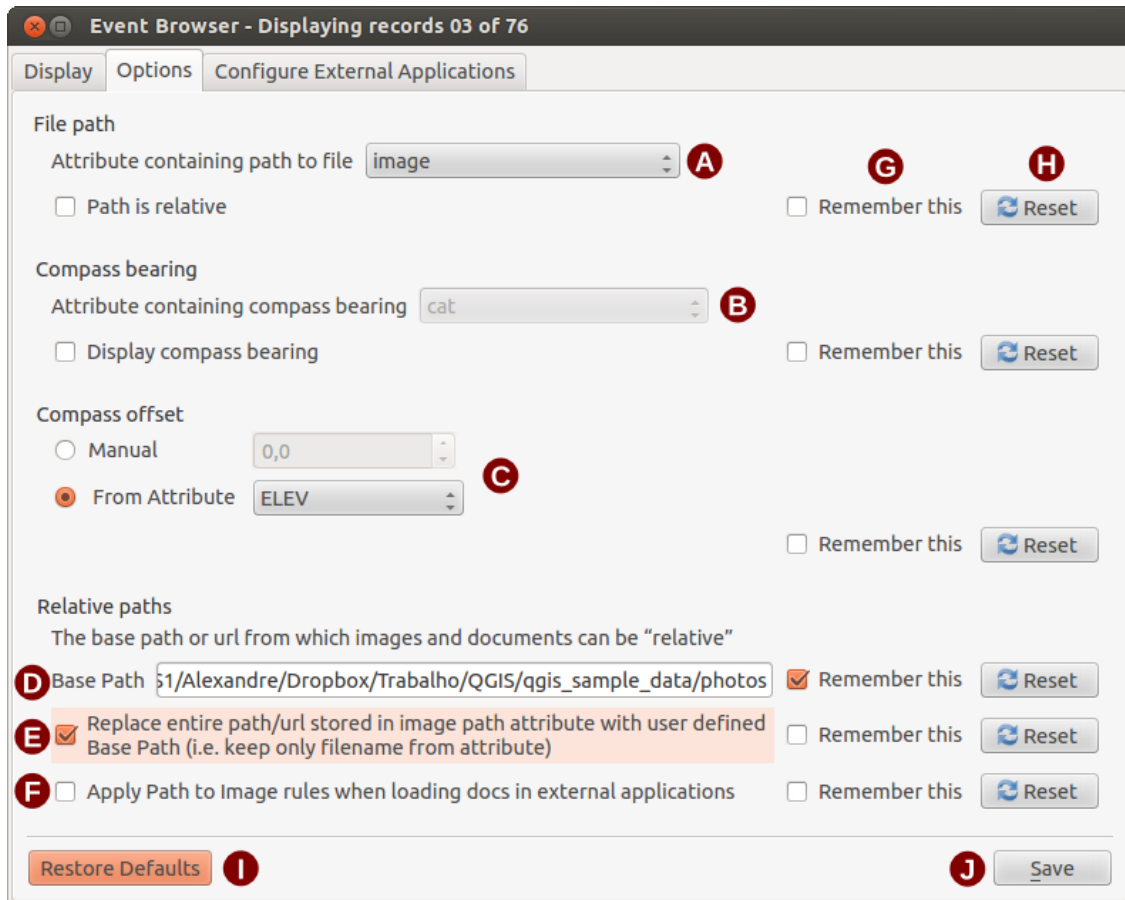 Event Browser - Displaying records 03 of 76
Display Options Configure External Applications
File path
Attribute containing path to file image A G H
Path is relative Remember this Reset
Compass bearing
Attribute containing compass bearing cat B
Display compass bearing Remember this Reset
Compass offset
Manual 0,0
C
From Attribute ELEV
Remember this Reset
Relative paths
The base path or url from which images and documents can be “relative”
D Base Path S1/Alexandre/Dropbox/Trabalho/QGIS/qgis_sample_data/photos Remember this Reset
E Replace entire path/url stored in image path attribute with user defined
Base Path (i.e. keep only filename from attribute) Remember this Reset
F Apply Path to Image rules when loading docs in external applications Remember this Reset
Restore Defaults I J Save